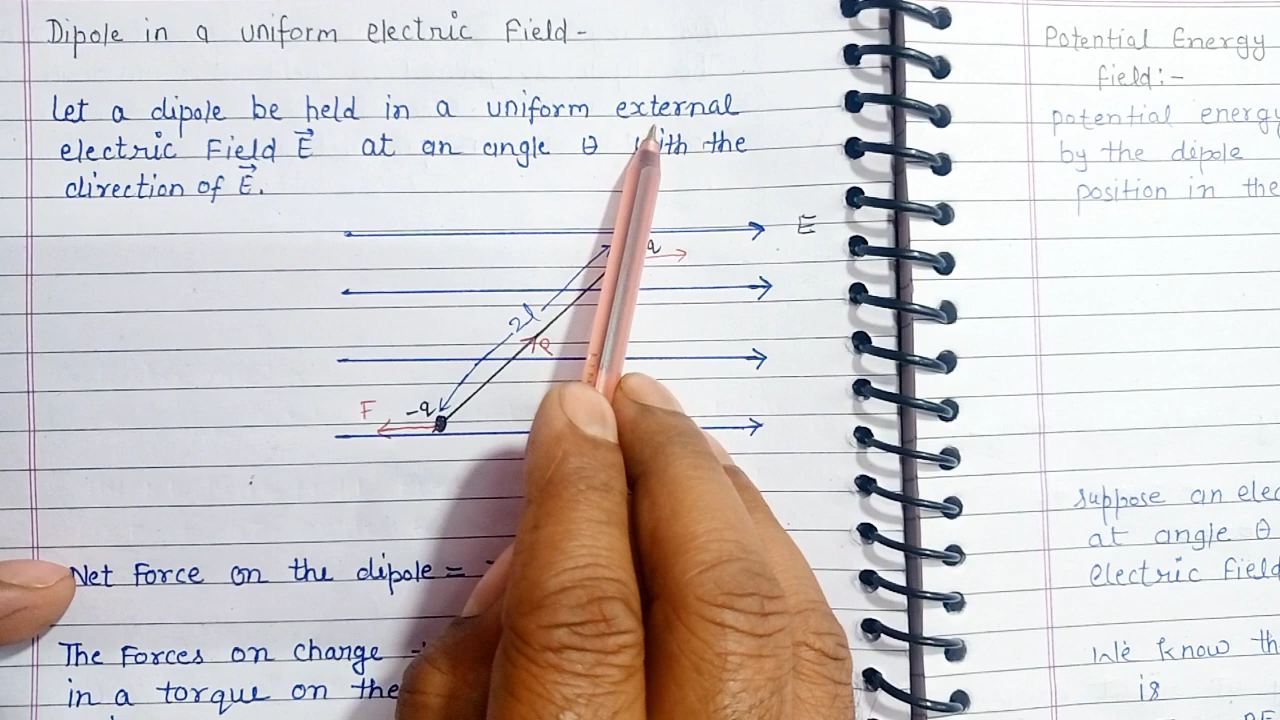 Dipole in a uniform electric Field -
Let a dipole be held in a uniform external
electric Field E⃗ at an angle θ with the
direction of E⃗.
E
q
2l
P
F
-q
Net Force on the dipole =
The Forces on charge
in a torque on the
Potential Energy
field:-
potential energy
by the dipole
position in the
suppose an elec
at angle θ
electric field
We know th
is